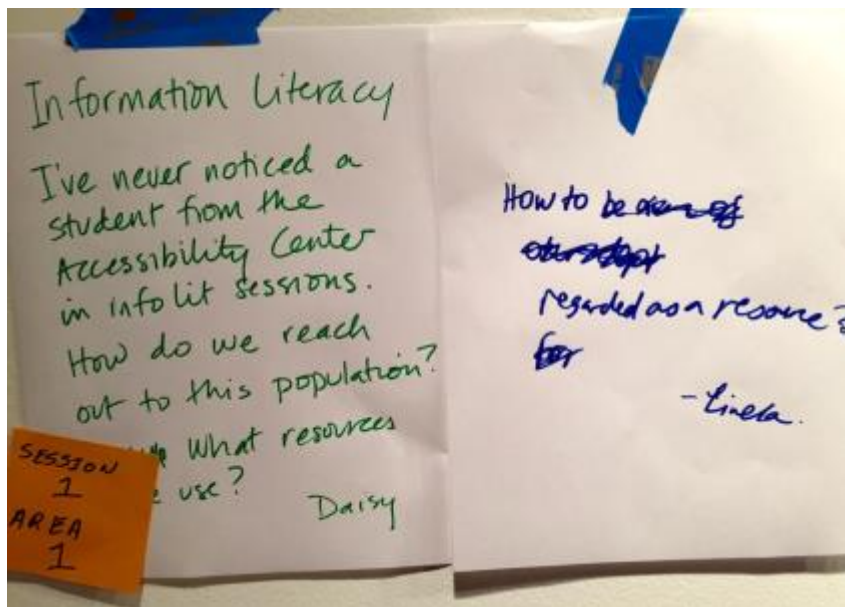 Information Literacy
I've never noticed a
student from the
Accessibility Center
in info lit sessions.
How do we reach
out to this population?
What resources
use?
Daisy
SESSION
1
AREA
1
How to
regarded as a resource?